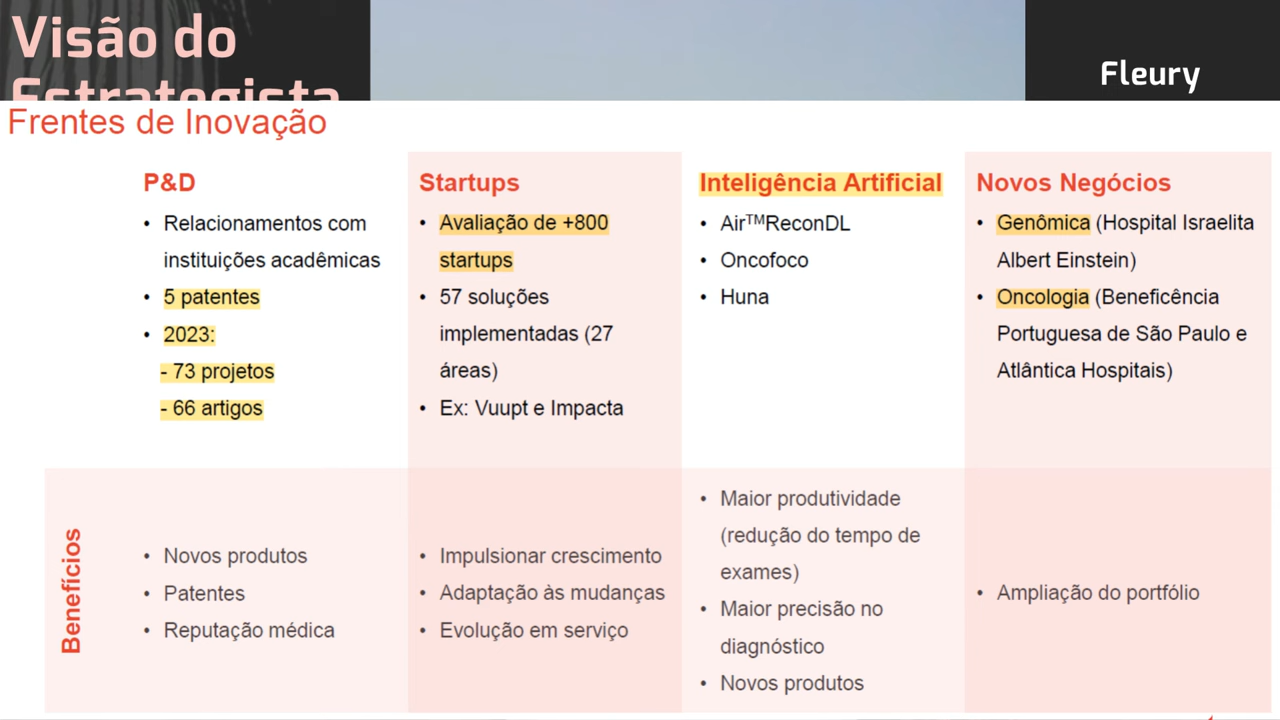 Visão do
Estrategista
Fleury
Frentes de Inovação
P&D
• Relacionamentos com
instituições acadêmicas
• 5 patentes
• 2023:
- 73 projetos
- 66 artigos
Startups
• Avaliação de +800
startups
• 57 soluções
implementadas (27
áreas)
• Ex: Vuupt e Impacta
Inteligência Artificial
• Air™ReconDL
• Oncofoco
• Huna
Novos Negócios
• Genômica (Hospital Israelita
Albert Einstein)
• Oncologia (Beneficência
Portuguesa de São Paulo e
Atlântica Hospitais)
Benefícios
• Novos produtos
• Patentes
• Reputação médica
• Impulsionar crescimento
• Adaptação às mudanças
• Evolução em serviço
• Maior produtividade
(redução do tempo de
exames)
• Maior precisão no
diagnóstico
• Novos produtos
• Ampliação do portfólio